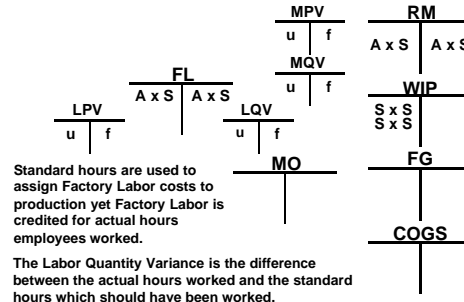 MPV
u f
RM
A x S A x S
MQV
u f
FL
A x S A x S
WIP
S x S
S x S
LPV
u f
LQV
u f
MO
FG
COGS
Standard hours are used to
assign Factory Labor costs to
production yet Factory Labor is
credited for actual hours
employees worked.
The Labor Quantity Variance is the difference
between the actual hours worked and the standard
hours which should have been worked.